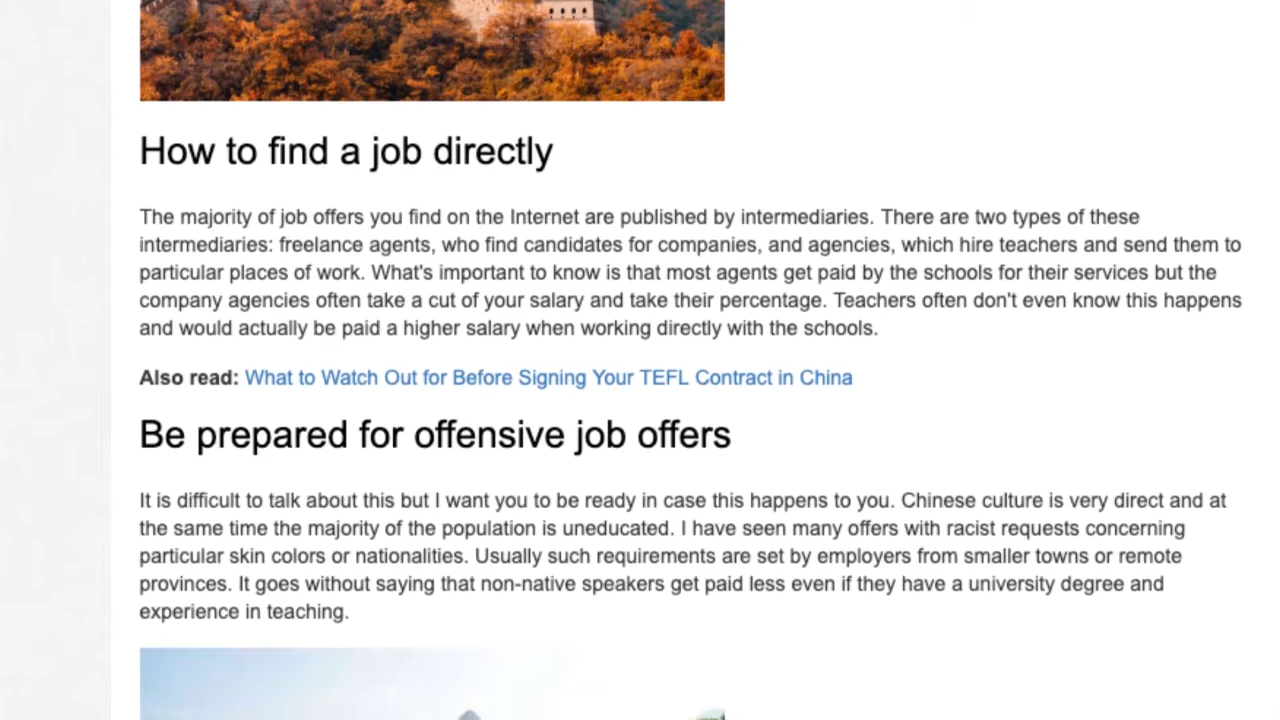 How to find a job directly
The majority of job offers you find on the Internet are published by intermediaries. There are two types of these
intermediaries: freelance agents, who find candidates for companies, and agencies, which hire teachers and send them to
particular places of work. What's important to know is that most agents get paid by the schools for their services but the
company agencies often take a cut of your salary and take their percentage. Teachers often don't even know this happens
and would actually be paid a higher salary when working directly with the schools.
Also read: What to Watch Out for Before Signing Your TEFL Contract in China
Be prepared for offensive job offers
It is difficult to talk about this but I want you to be ready in case this happens to you. Chinese culture is very direct and at
the same time the majority of the population is uneducated. I have seen many offers with racist requests concerning
particular skin colors or nationalities. Usually such requirements are set by employers from smaller towns or remote
provinces. It goes without saying that non-native speakers get paid less even if they have a university degree and
experience in teaching.